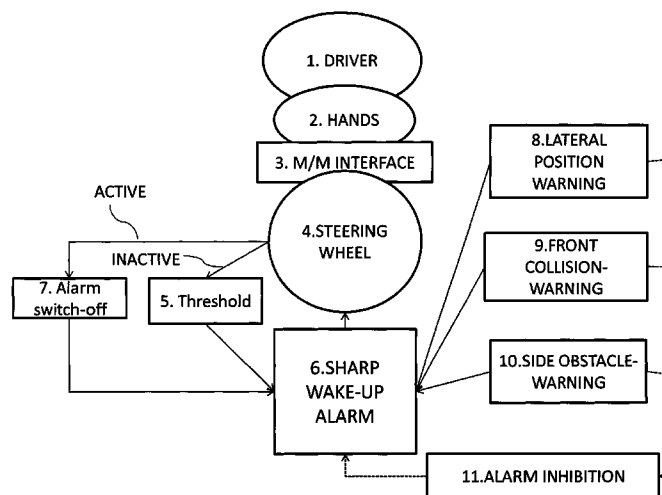 1. DRIVER
2. HANDS
3. M/M INTERFACE
4.STEERING
WHEEL
ACTIVE
INACTIVE
7. Alarm
switch-off
5. Threshold
6.SHARP
WAKE-UP
ALARM
8.LATERAL
POSITION
WARNING
9.FRONT
COLLISION-
WARNING
10.SIDE OBSTACLE-
WARNING
11.ALARM INHIBITION